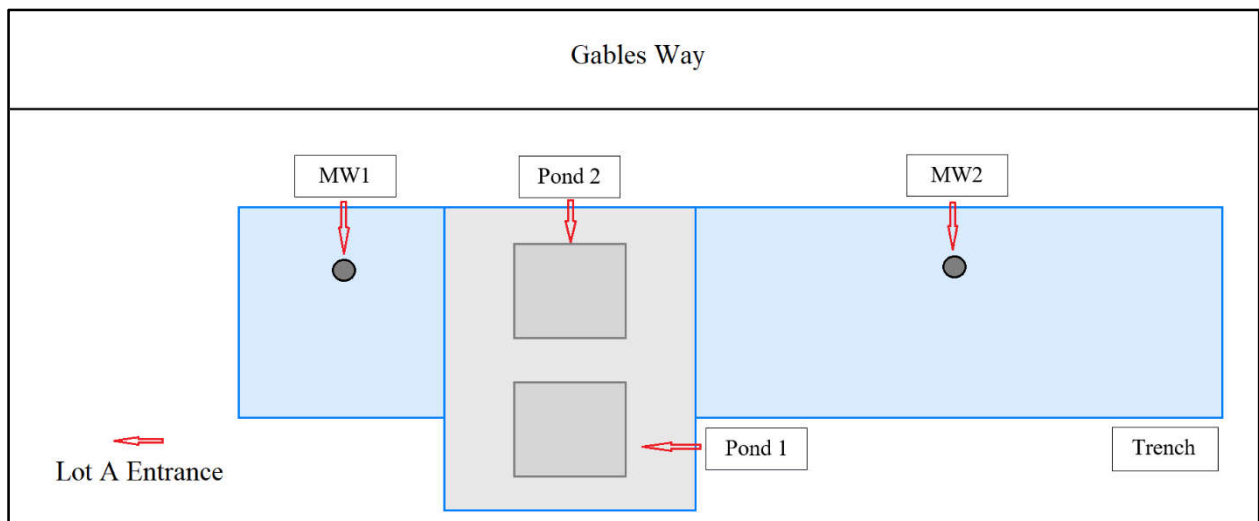 Gables Way
MW1
Pond 2
MW2
Pond 1
Trench
Lot A Entrance